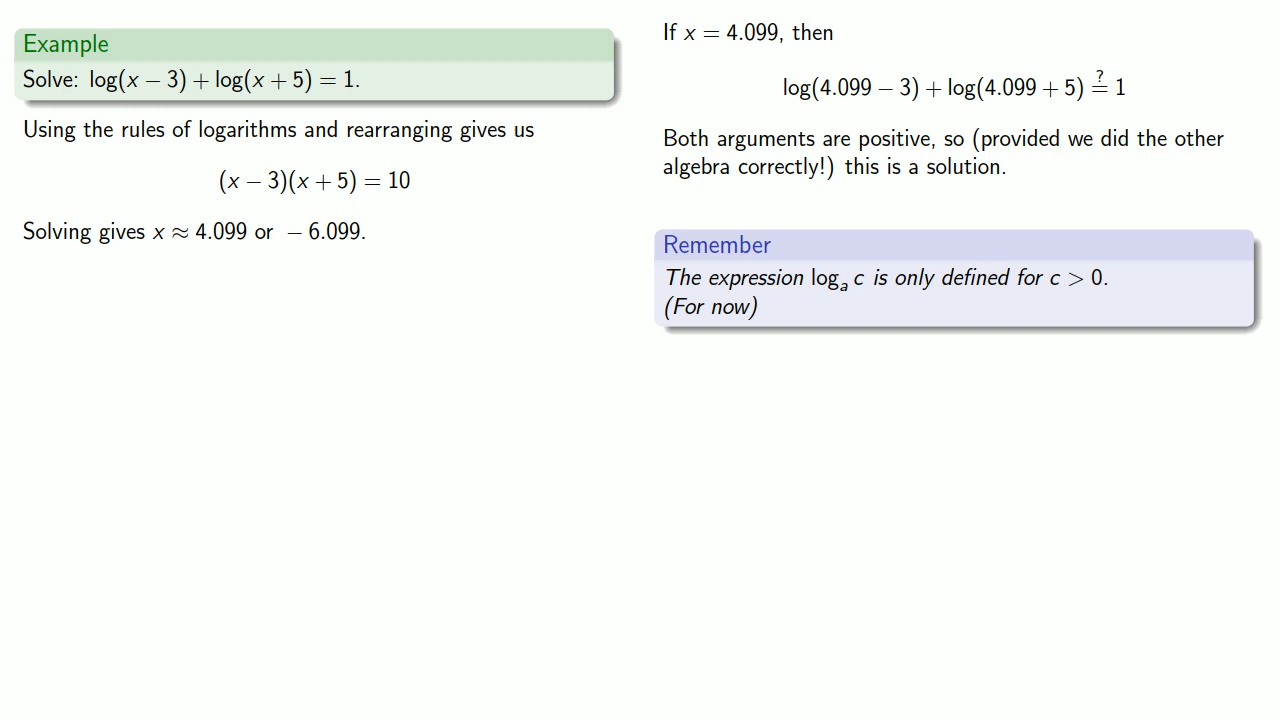 Example
Solve: log(x − 3) + log(x + 5) = 1.
Using the rules of logarithms and rearranging gives us
(x − 3)(x + 5) = 10
Solving gives x ≈ 4.099 or − 6.099.
If x = 4.099, then
log(4.099 − 3) + log(4.099 + 5) ≟ 1
Both arguments are positive, so (provided we did the other
algebra correctly!) this is a solution.
Remember
The expression logₐ c is only defined for c > 0.
(For now)